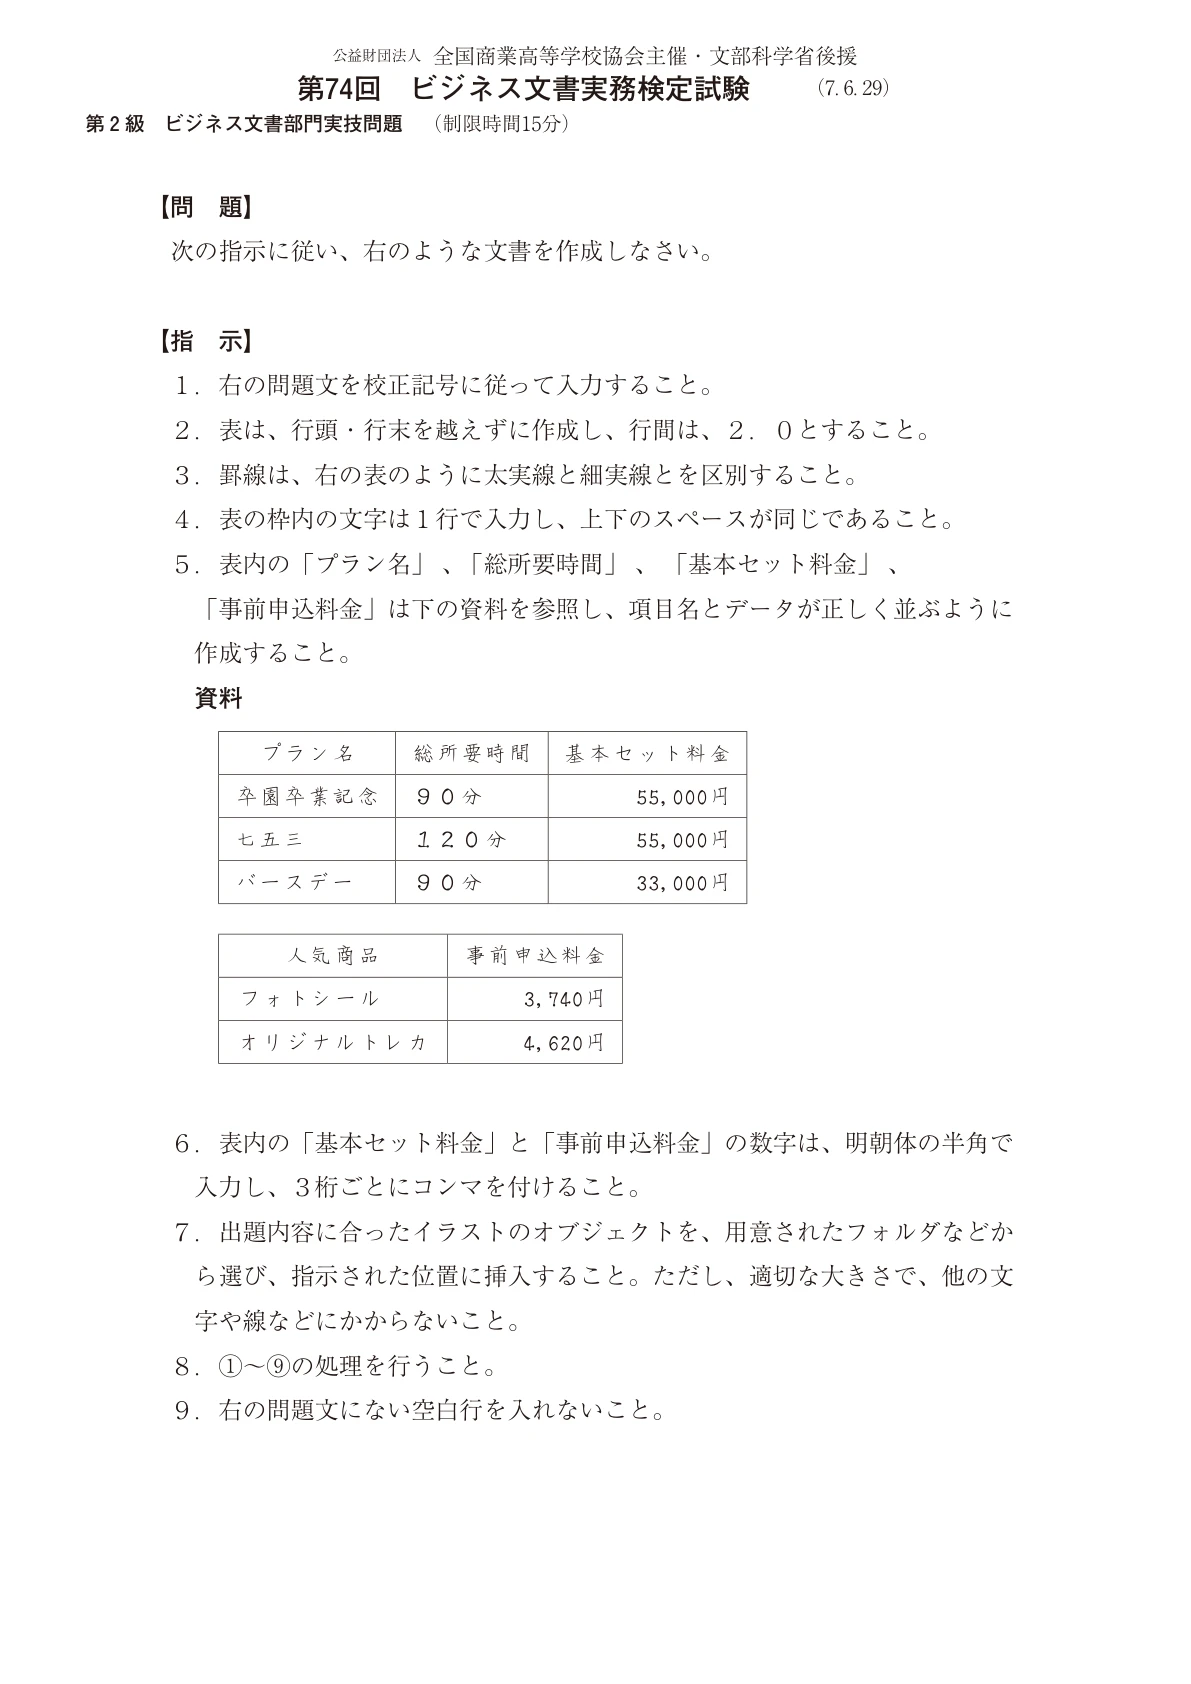 公益財団法人 全国商業高等学校協会主催・文部科学省後援
第74回　ビジネス文書実務検定試験　（7. 6. 29）
第２級　ビジネス文書部門実技問題　（制限時間15分）
【問　題】
次の指示に従い、右のような文書を作成しなさい。
【指　示】
１．右の問題文を校正記号に従って入力すること。
２．表は、行頭・行末を越えずに作成し、行間は、２．０とすること。
３．罫線は、右の表のように太実線と細実線とを区別すること。
４．表の枠内の文字は１行で入力し、上下のスペースが同じであること。
５．表内の「プラン名」、「総所要時間」、「基本セット料金」、
「事前申込料金」は下の資料を参照し、項目名とデータが正しく並ぶように
作成すること。
資料
プラン名　総所要時間　基本セット料金
卒園卒業記念　９０分　55,000円
七五三　１２０分　55,000円
バースデー　９０分　33,000円
人気商品　事前申込料金
フォトシール　3,740円
オリジナルトレカ　4,620円
６．表内の「基本セット料金」と「事前申込料金」の数字は、明朝体の半角で
入力し、３桁ごとにコンマを付けること。
７．出題内容に合ったイラストのオブジェクトを、用意されたフォルダなどか
ら選び、指示された位置に挿入すること。ただし、適切な大きさで、他の文
字や線などにかからないこと。
８．①～⑨の処理を行うこと。
９．右の問題文にない空白行を入れないこと。